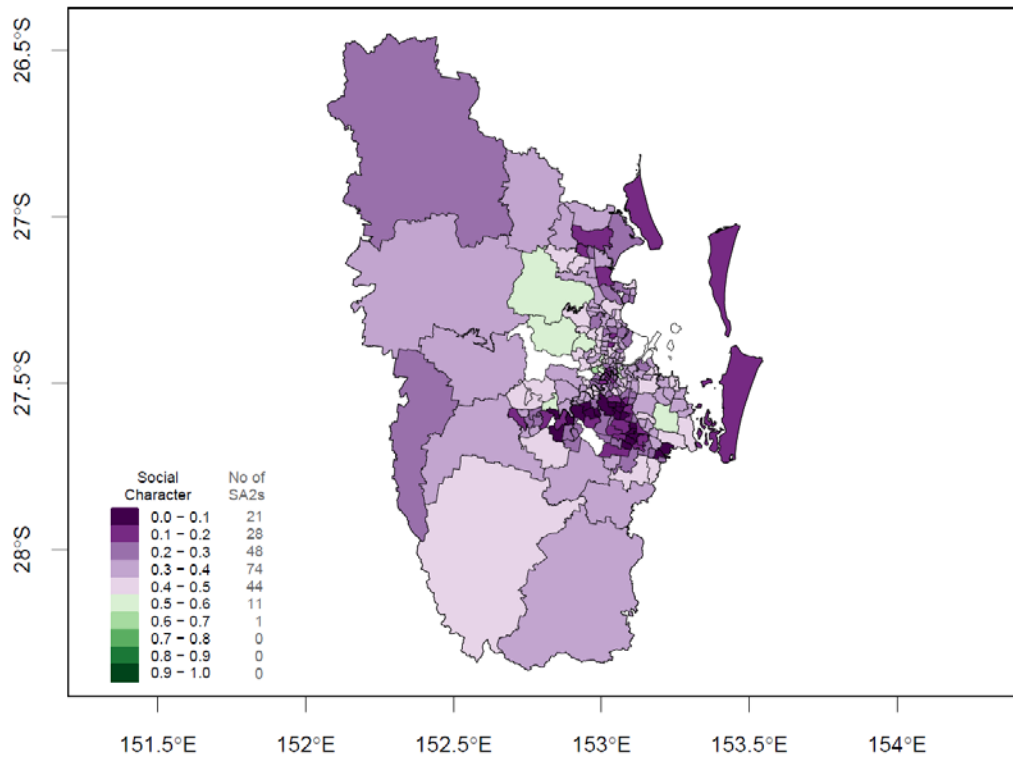 26.5°S
27°S
27.5°S
28°S
Social Character No of SA2s
0.0 – 0.1 21
0.1 – 0.2 28
0.2 – 0.3 48
0.3 – 0.4 74
0.4 – 0.5 44
0.5 – 0.6 11
0.6 – 0.7 1
0.7 – 0.8 0
0.8 – 0.9 0
0.9 – 1.0 0
151.5°E 152°E 152.5°E 153°E 153.5°E 154°E